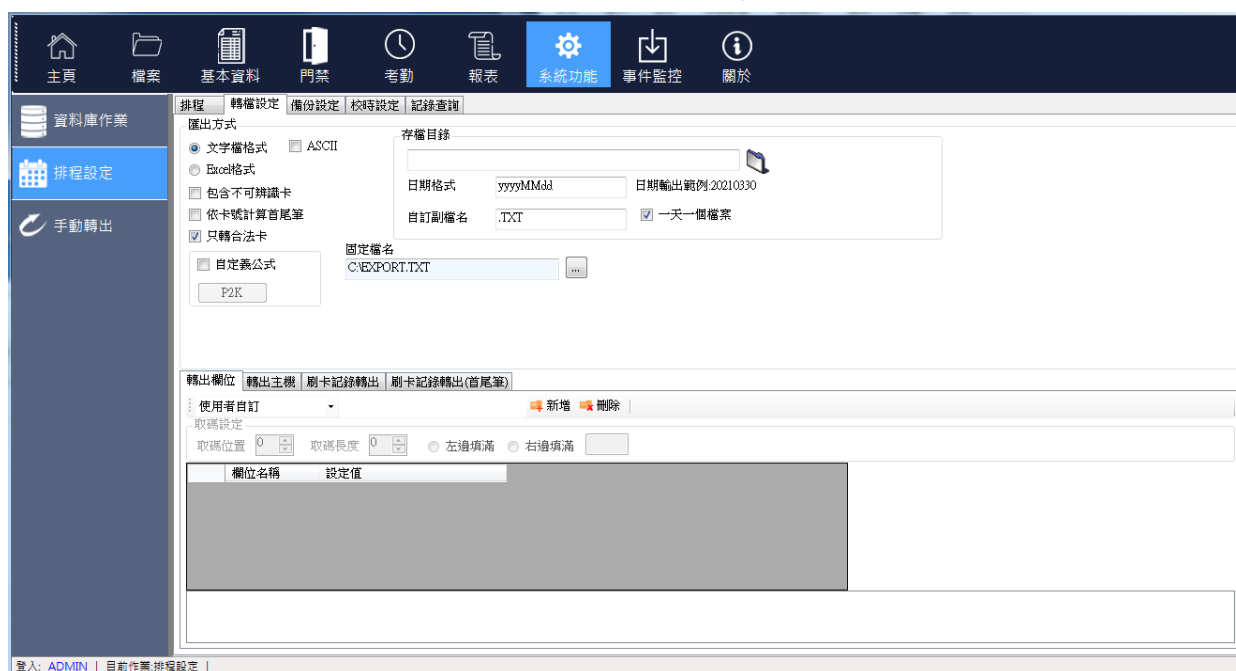 主頁 檔案 基本資料 門禁 考勤 報表 系統功能 事件監控 關於
資料庫作業
排程設定
手動轉出
排程 轉檔設定 備份設定 校時設定 記錄查詢
匯出方式
文字檔格式 ASCII
Excel格式
包含不可辨識卡
依卡號計算首尾筆
只轉合法卡
自定義公式
P2K
存檔目錄
日期格式 yyyyMMdd 日期輸出範例:20210330
自訂副檔名 .TXT 一天一個檔案
固定檔名
C:\EXPORT.TXT ...
轉出欄位 轉出主機 刷卡記錄轉出 刷卡記錄轉出(首尾筆)
使用者自訂 新增 刪除
取碼設定
取碼位置 0 取碼長度 0 左邊填滿 右邊填滿
欄位名稱 設定值
登入: ADMIN | 目前作業:排程設定 |